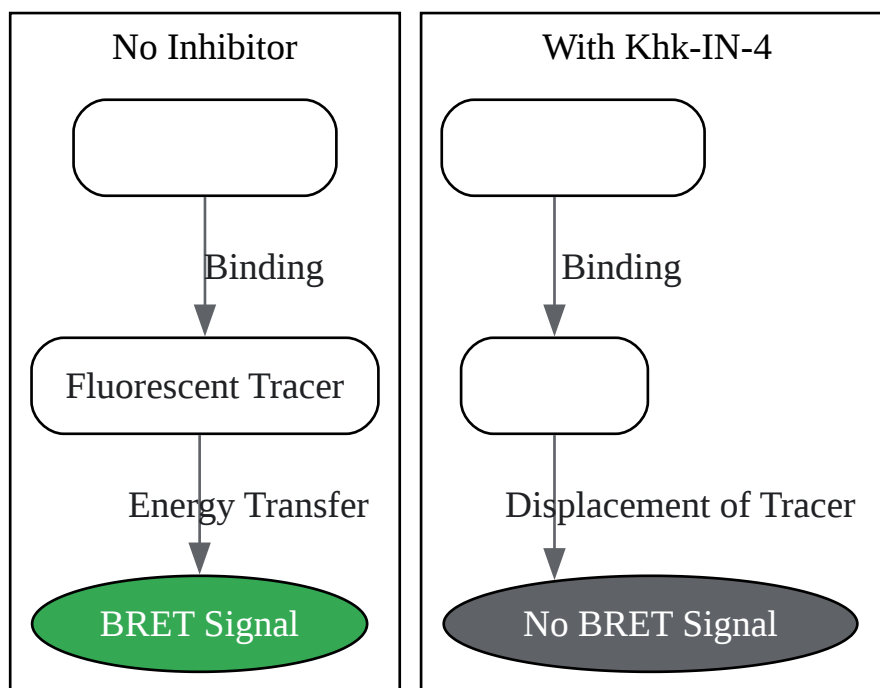 No Inhibitor
Binding
Fluorescent Tracer
Energy Transfer
BRET Signal
With Khk-IN-4
Binding
Displacement of Tracer
No BRET Signal